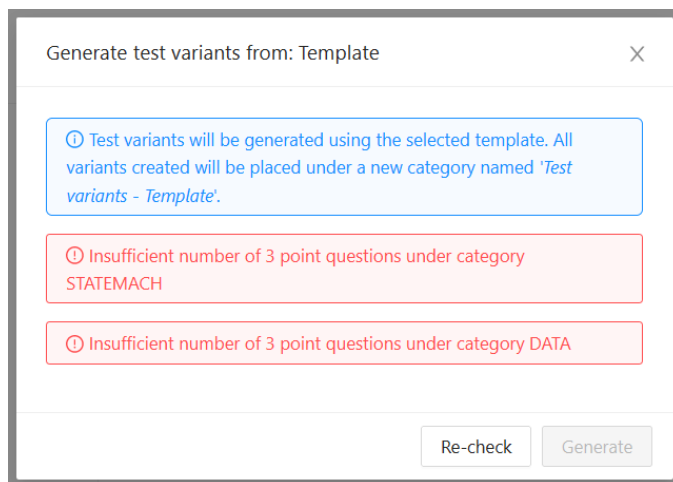 Generate test variants from: Template
Test variants will be generated using the selected template. All
variants created will be placed under a new category named 'Test
variants - Template'.
Insufficient number of 3 point questions under category
STATEMACH
Insufficient number of 3 point questions under category DATA
Re-check Generate